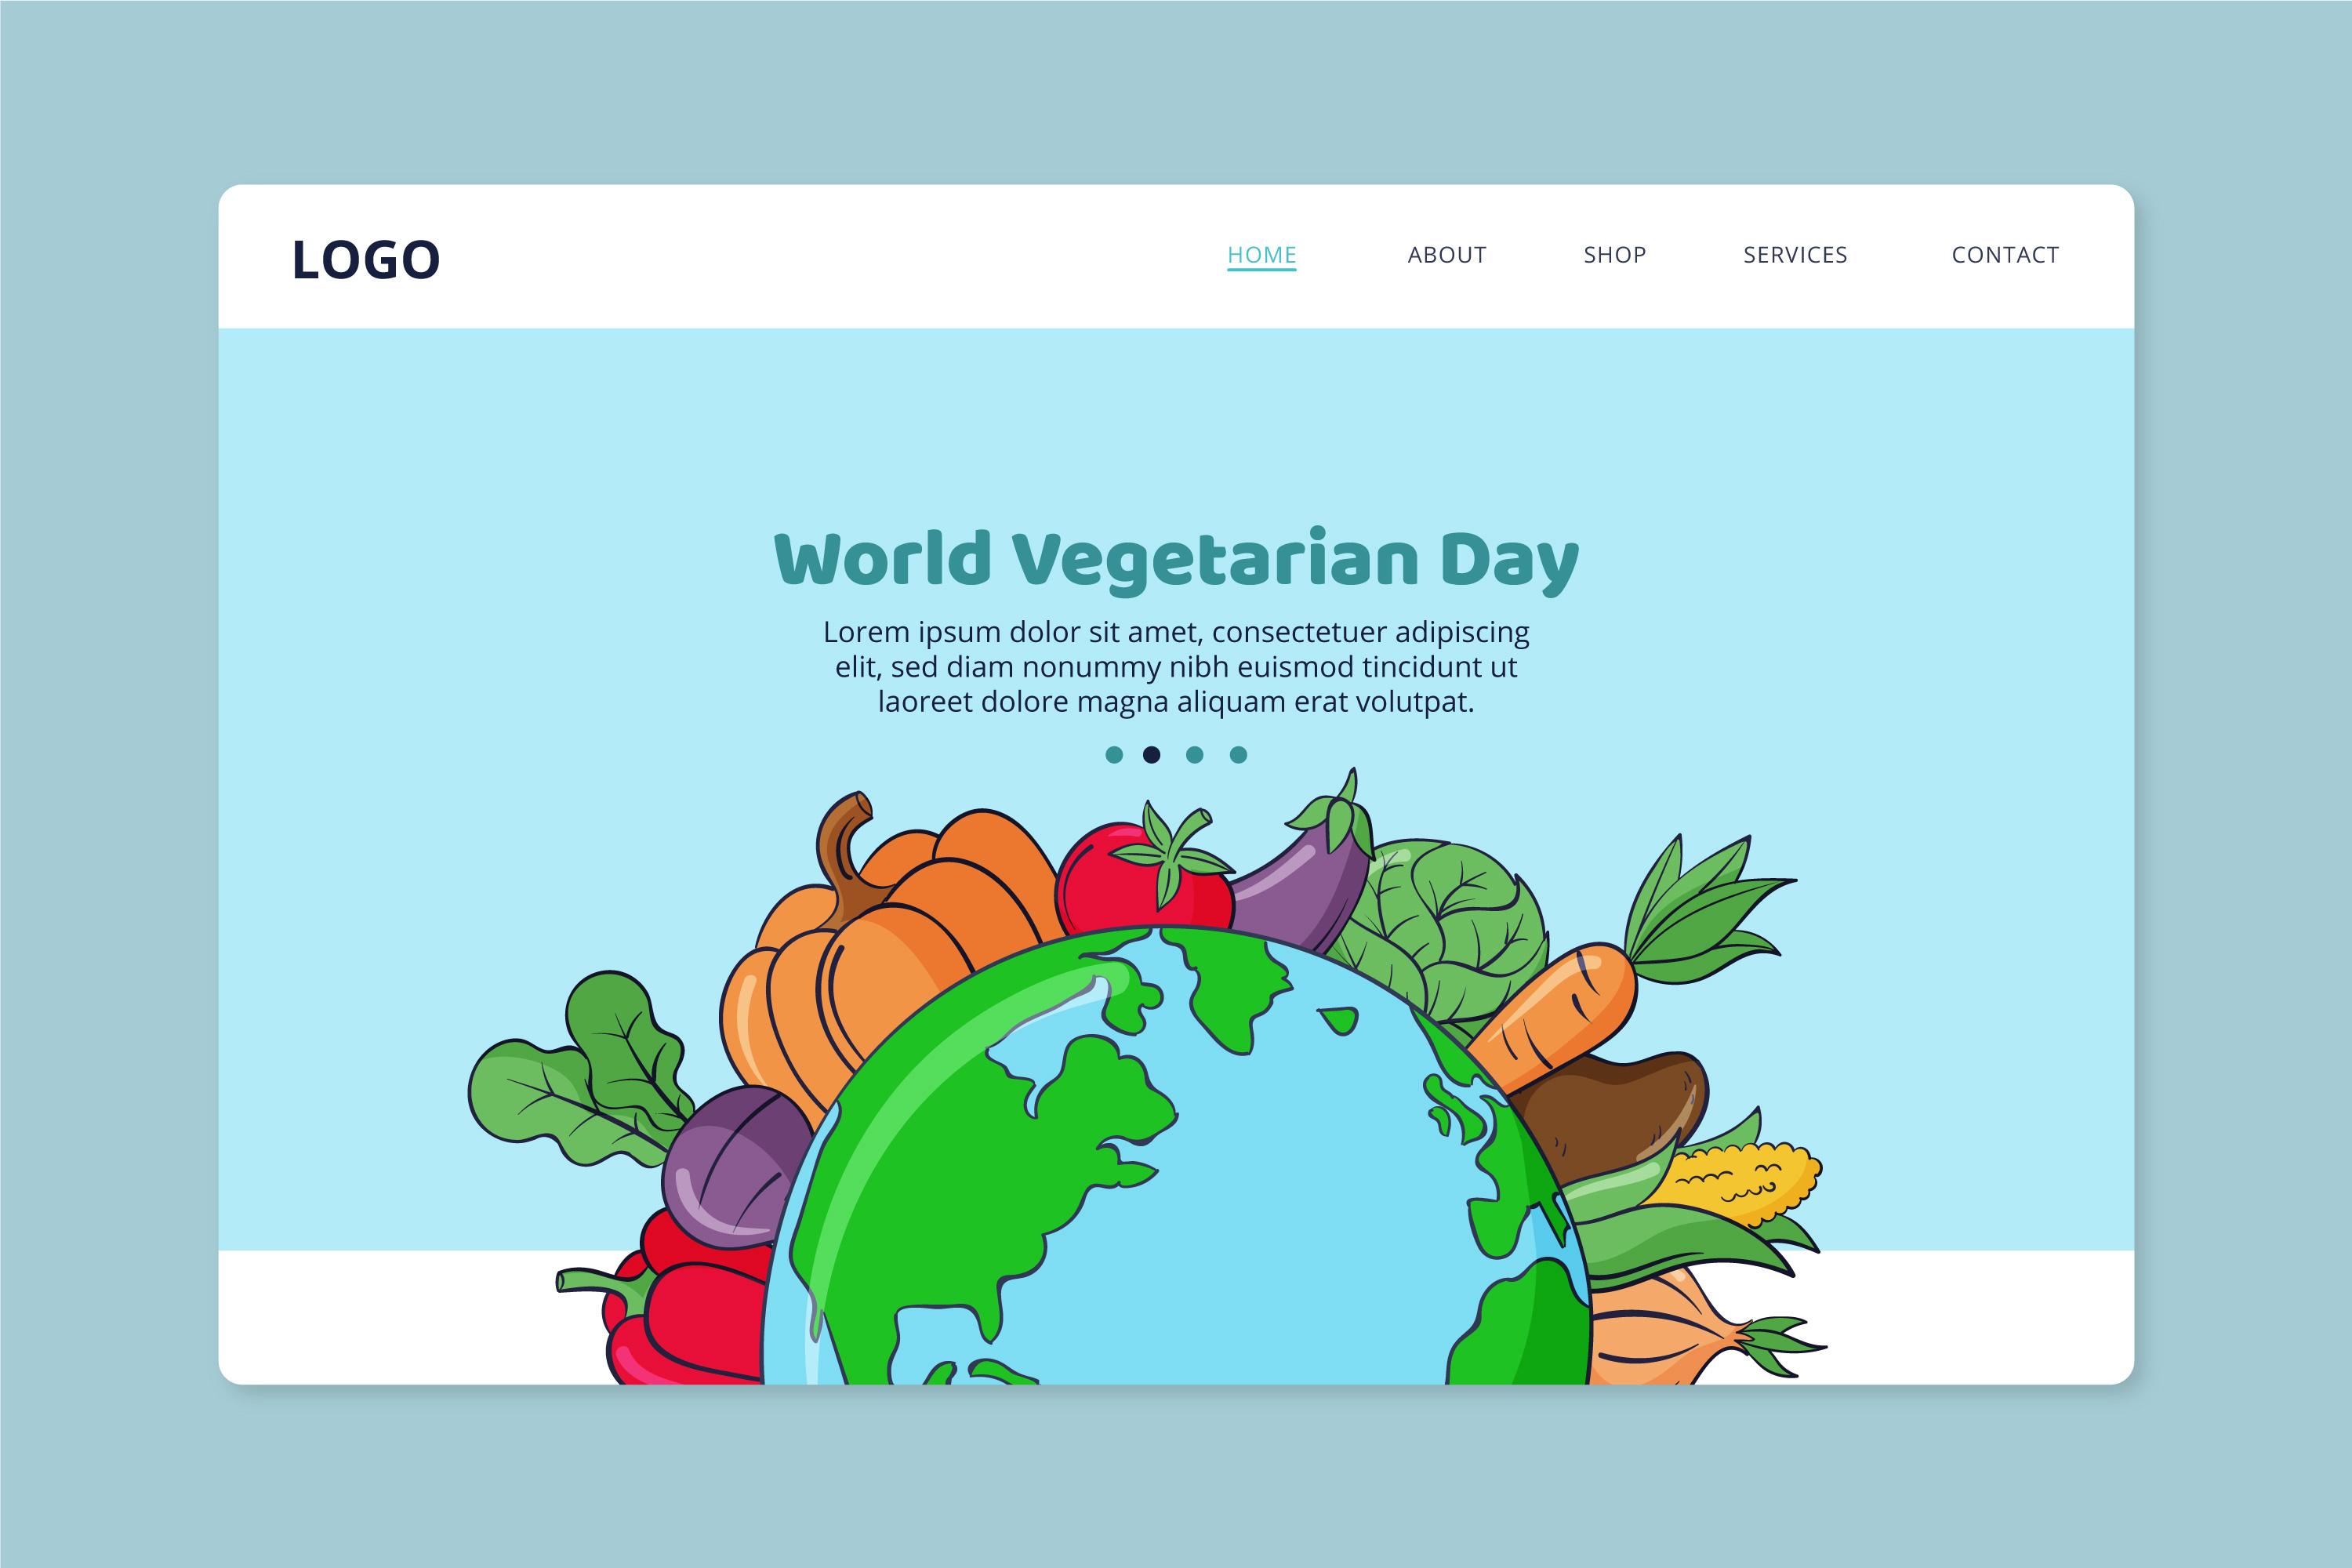 LOGO
HOME ABOUT SHOP SERVICES CONTACT
World Vegetarian Day
Lorem ipsum dolor sit amet, consectetuer adipiscing
elit, sed diam nonummy nibh euismod tincidunt ut
laoreet dolore magna aliquam erat volutpat.